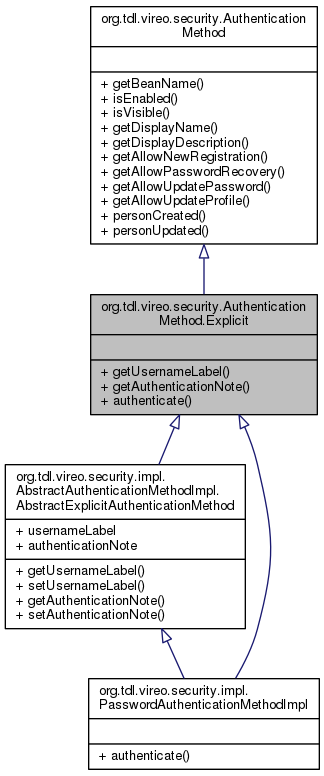 org.tdl.vireo.security.Authentication
Method
+ getBeanName()
+ isEnabled()
+ isVisible()
+ getDisplayName()
+ getDisplayDescription()
+ getAllowNewRegistration()
+ getAllowPasswordRecovery()
+ getAllowUpdatePassword()
+ getAllowUpdateProfile()
+ personCreated()
+ personUpdated()
org.tdl.vireo.security.Authentication
Method.Explicit
+ getUsernameLabel()
+ getAuthenticationNote()
+ authenticate()
org.tdl.vireo.security.impl.
AbstractAuthenticationMethodImpl.
AbstractExplicitAuthenticationMethod
+ usernameLabel
+ authenticationNote
+ getUsernameLabel()
+ setUsernameLabel()
+ getAuthenticationNote()
+ setAuthenticationNote()
org.tdl.vireo.security.impl.
PasswordAuthenticationMethodImpl
+ authenticate()